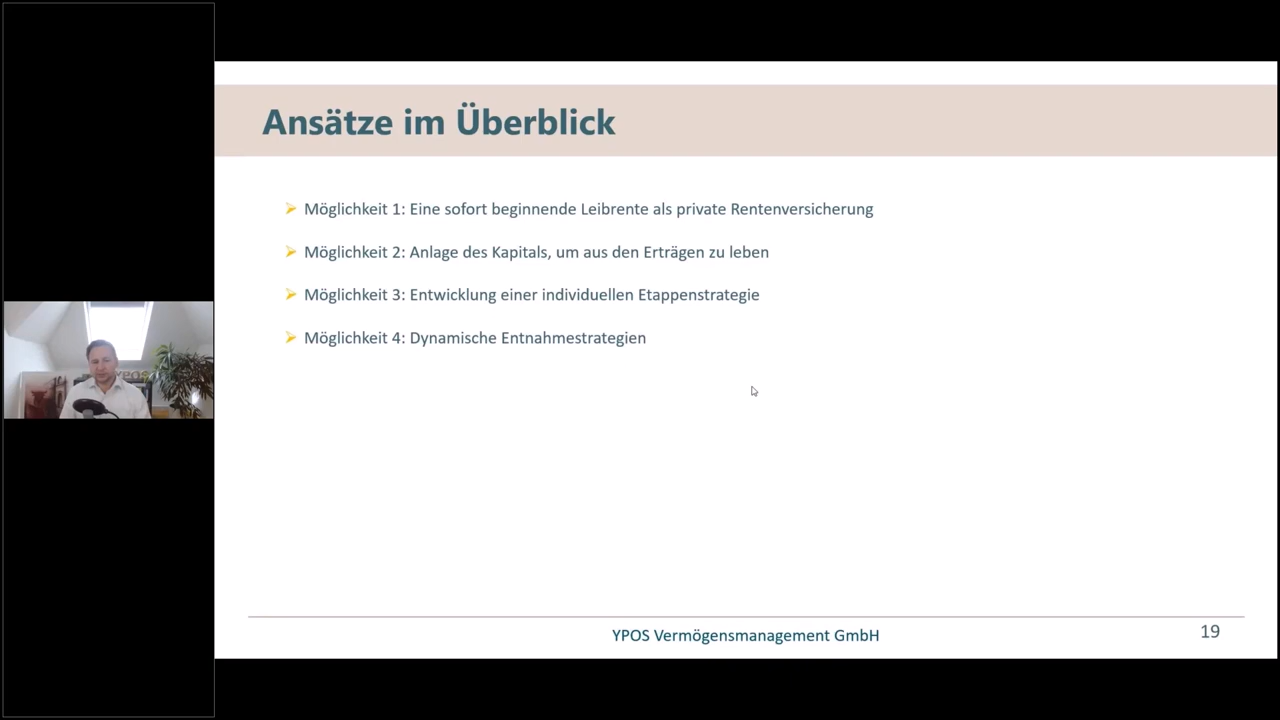 Ansätze im Überblick
Möglichkeit 1: Eine sofort beginnende Leibrente als private Rentenversicherung
Möglichkeit 2: Anlage des Kapitals, um aus den Erträgen zu leben
Möglichkeit 3: Entwicklung einer individuellen Etappenstrategie
Möglichkeit 4: Dynamische Entnahmestrategien
YPOS
YPOS Vermögensmanagement GmbH
19